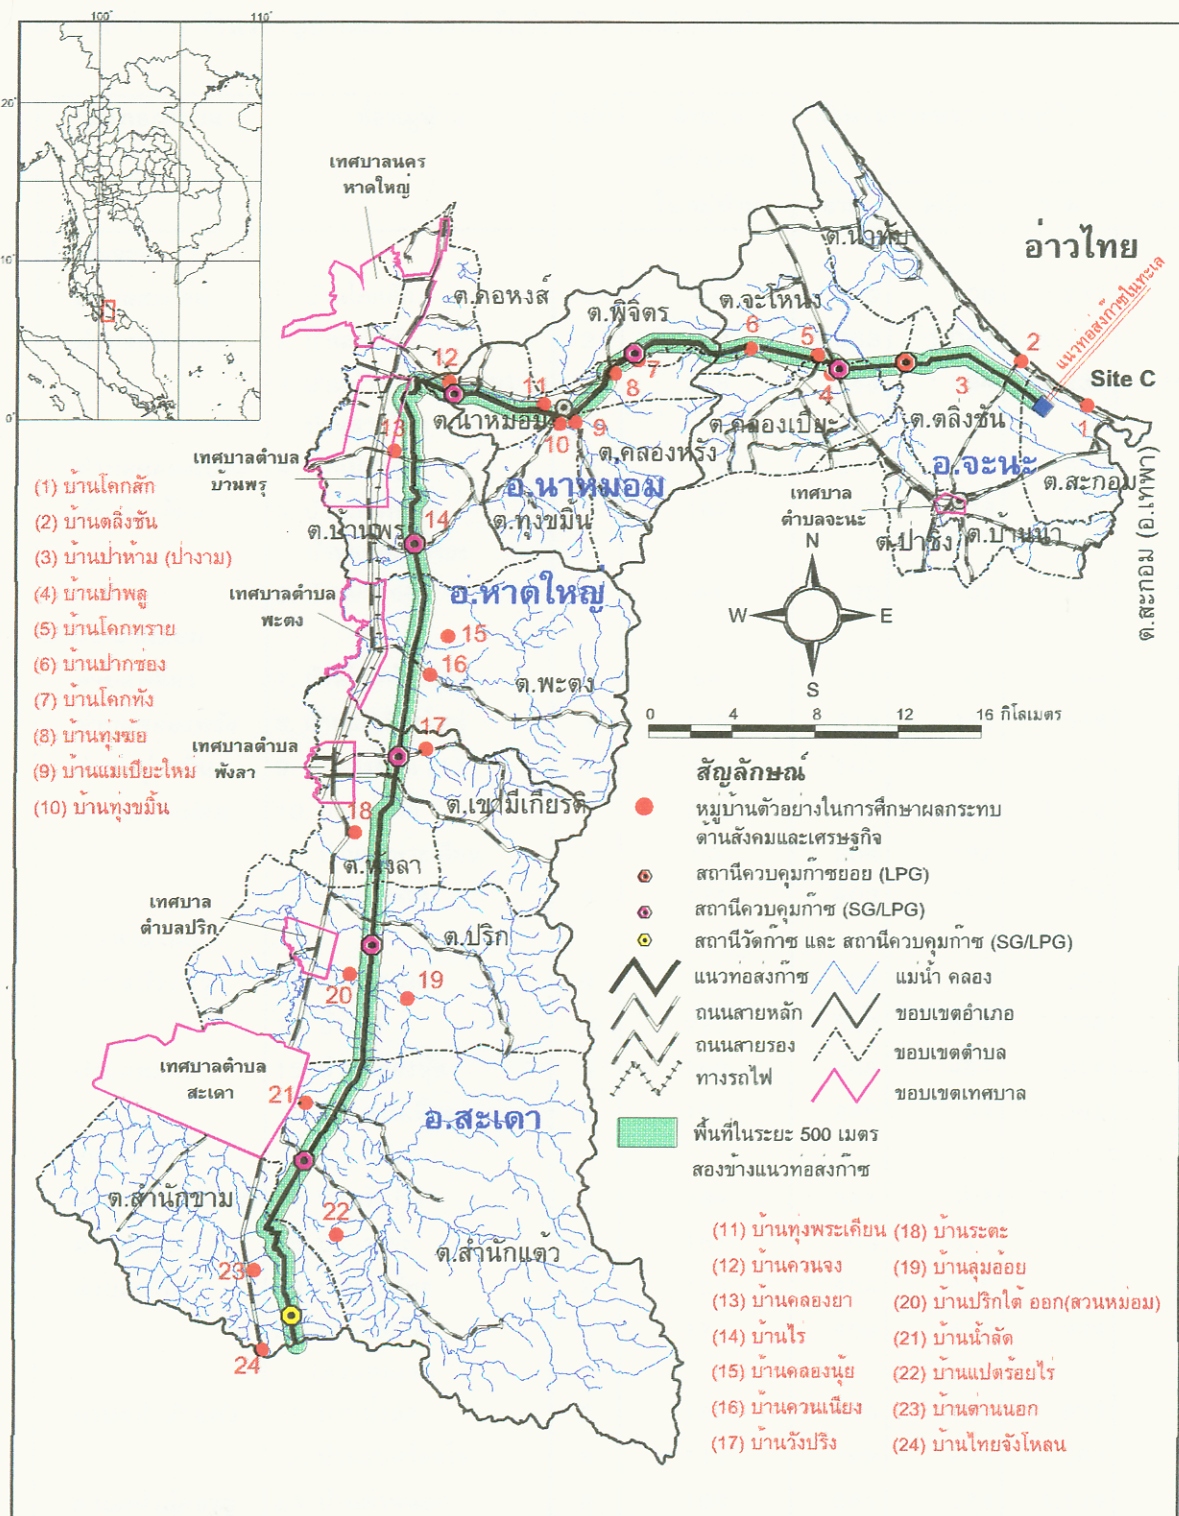 100°
110°
20°
10°
0°
เทศบาลนคร
หาดใหญ่
อ่าวไทย
ต.น้ำทับ
ต.คอหงส์
ต.พิจิตร
ต.จะโหนง
แนวท่อส่งก๊าซในทะเล
Site C
12
11
8
7
6
5
4
3
2
1
10
9
ต.นาหม่อม
ต.คลองหรัง
ต.คลองเปียะ
ต.ตลิ่งชัน
อ.จะนะ
ต.สะกอม
ต.สะกอม (อ.เทพา)
13
เทศบาลตำบล
บ้านพรุ
อ.นาหม่อม
ต.ทุ่งขมิ้น
เทศบาล
ตำบลจะนะ
ต.ป่าชิง
ต.บ้านนา
(1) บ้านโคกสัก
(2) บ้านตลิ่งชัน
(3) บ้านป่าห้าม (ป่างาม)
(4) บ้านป่าพลู
(5) บ้านโคกทราย
(6) บ้านปากช่อง
(7) บ้านโคกทัง
(8) บ้านทุ่งฆ้อ
(9) บ้านแม่เปียะใหม่
(10) บ้านทุ่งขมิ้น
ต.บ้านพรุ
14
อ.หาดใหญ่
เทศบาลตำบล
พะตง
15
16
ต.พะตง
N
W
E
S
0 4 8 12 16 กิโลเมตร
17
เทศบาลตำบล
พังลา
ต.เขามีเกียรติ
18
ต.พังลา
สัญลักษณ์
หมู่บ้านตัวอย่างในการศึกษาผลกระทบ
ด้านสังคมและเศรษฐกิจ
สถานีควบคุมก๊าซย่อย (LPG)
สถานีควบคุมก๊าซ (SG/LPG)
สถานีวัดก๊าซ และ สถานีควบคุมก๊าซ (SG/LPG)
แนวท่อส่งก๊าซ
แม่น้ำ คลอง
ถนนสายหลัก
ขอบเขตอำเภอ
ถนนสายรอง
ขอบเขตตำบล
ทางรถไฟ
ขอบเขตเทศบาล
พื้นที่ในระยะ 500 เมตร
สองข้างแนวท่อส่งก๊าซ
เทศบาล
ตำบลปริก
ต.ปริก
20
19
เทศบาลตำบล
สะเดา
21
อ.สะเดา
ต.สำนักขาม
22
ต.สำนักแต้ว
23
24
(11) บ้านทุ่งพระเคียน
(12) บ้านควนจง
(13) บ้านคลองยา
(14) บ้านไร่
(15) บ้านคลองนุ้ย
(16) บ้านควนเนียง
(17) บ้านวังปริง
(18) บ้านระตะ
(19) บ้านลุ่มอ้อย
(20) บ้านปริกใต้ ออก(สวนหม่อม)
(21) บ้านน้ำลัด
(22) บ้านแปดร้อยไร่
(23) บ้านด่านนอก
(24) บ้านไทยจังโหลน